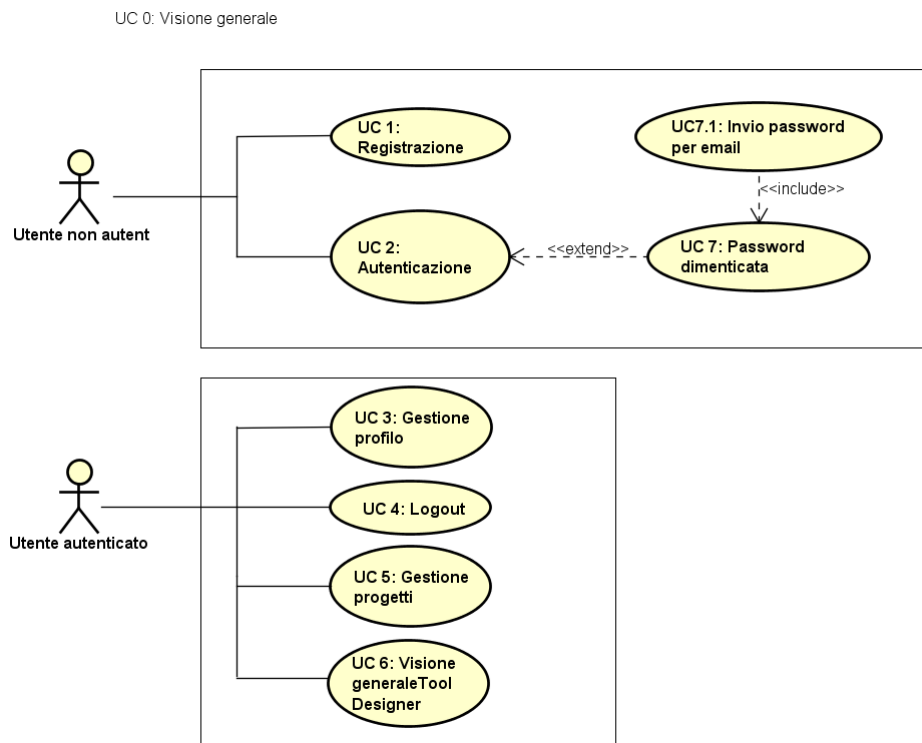 UC 0: Visione generale
UC 1:
Registrazione
UC7.1: Invio password
per email
<<include>>
Utente non autent
UC 2:
Autenticazione
<<extend>>
UC 7: Password
dimenticata
UC 3: Gestione
profilo
UC 4: Logout
Utente autenticato
UC 5: Gestione
progetti
UC 6: Visione
generaleTool
Designer